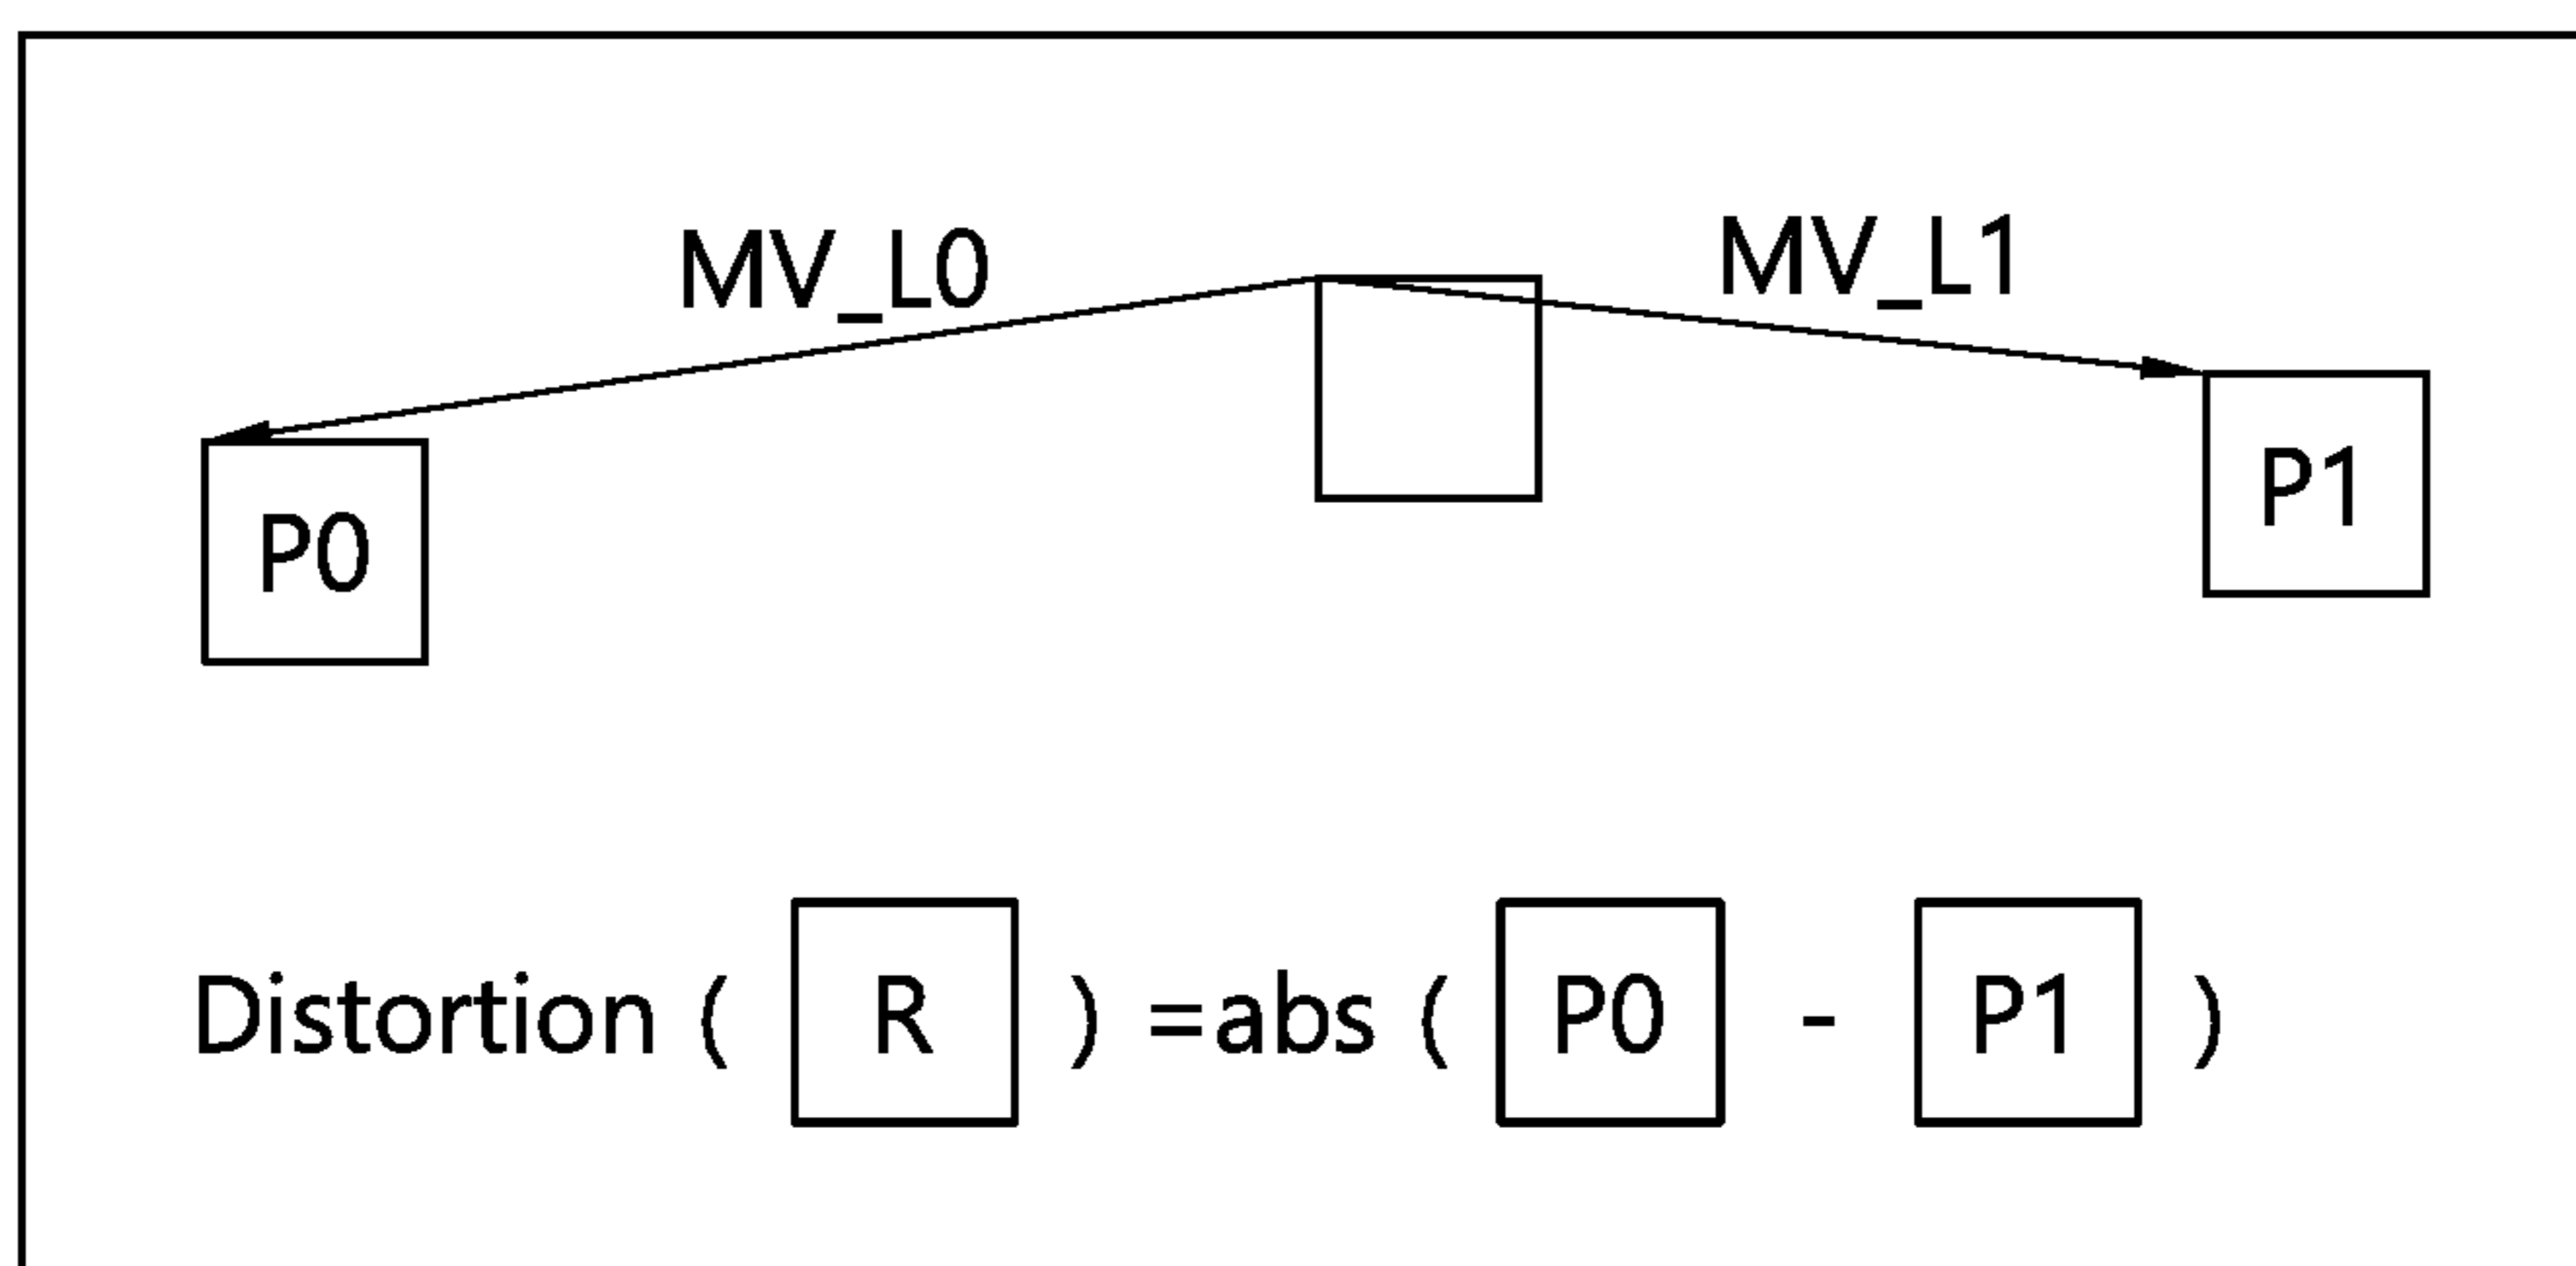 MV_L0 MV_L1
P0 P1
Distortion ( R ) =abs ( P0 - P1 )